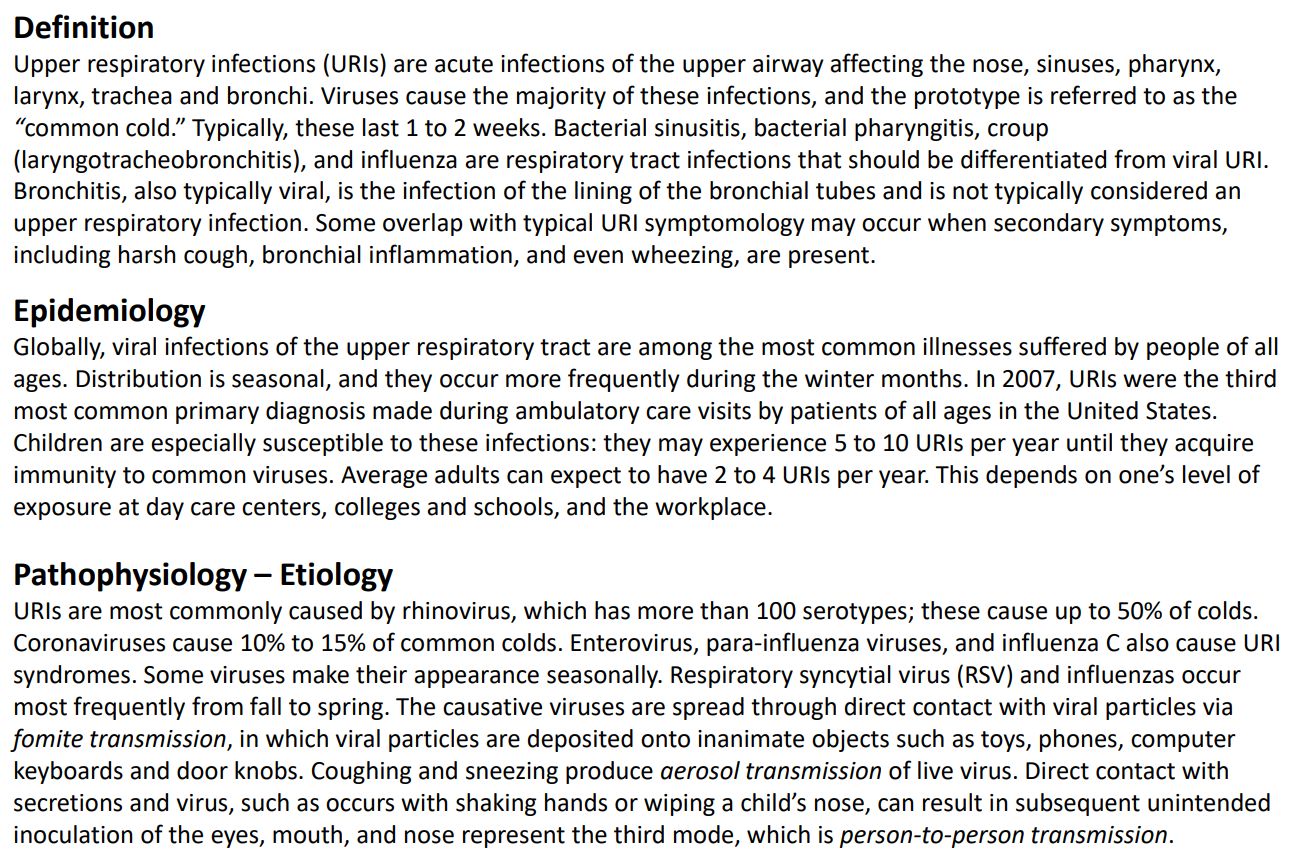 Definition
Upper respiratory infections (URIs) are acute infections of the upper airway affecting the nose, sinuses, pharynx,
larynx, trachea and bronchi. Viruses cause the majority of these infections, and the prototype is referred to as the
“common cold.” Typically, these last 1 to 2 weeks. Bacterial sinusitis, bacterial pharyngitis, croup
(laryngotracheobronchitis), and influenza are respiratory tract infections that should be differentiated from viral URI.
Bronchitis, also typically viral, is the infection of the lining of the bronchial tubes and is not typically considered an
upper respiratory infection. Some overlap with typical URI symptomology may occur when secondary symptoms,
including harsh cough, bronchial inflammation, and even wheezing, are present.
Epidemiology
Globally, viral infections of the upper respiratory tract are among the most common illnesses suffered by people of all
ages. Distribution is seasonal, and they occur more frequently during the winter months. In 2007, URIs were the third
most common primary diagnosis made during ambulatory care visits by patients of all ages in the United States.
Children are especially susceptible to these infections: they may experience 5 to 10 URIs per year until they acquire
immunity to common viruses. Average adults can expect to have 2 to 4 URIs per year. This depends on one’s level of
exposure at day care centers, colleges and schools, and the workplace.
Pathophysiology – Etiology
URIs are most commonly caused by rhinovirus, which has more than 100 serotypes; these cause up to 50% of colds.
Coronaviruses cause 10% to 15% of common colds. Enterovirus, para-influenza viruses, and influenza C also cause URI
syndromes. Some viruses make their appearance seasonally. Respiratory syncytial virus (RSV) and influenzas occur
most frequently from fall to spring. The causative viruses are spread through direct contact with viral particles via
fomite transmission, in which viral particles are deposited onto inanimate objects such as toys, phones, computer
keyboards and door knobs. Coughing and sneezing produce aerosol transmission of live virus. Direct contact with
secretions and virus, such as occurs with shaking hands or wiping a child’s nose, can result in subsequent unintended
inoculation of the eyes, mouth, and nose represent the third mode, which is person-to-person transmission.